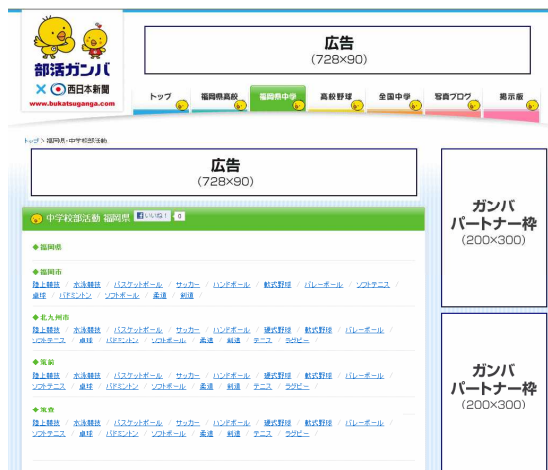 部活ガンバ
×西日本新聞
www.bukatsuganga.com
広告
(728×90)
トップ
福岡県高校
福岡県中学
高校野球
全国中学
写真ブログ
掲示板
トップ > 福岡県・中学校部活動
広告
(728×90)
中学校部活動 福岡県 いいね! 0
◆福岡県
◆福岡市
陸上競技 / 水泳競技 / バスケットボール / サッカー / ハンドボール / 軟式野球 / バレーボール / ソフトテニス /
卓球 / バドミントン / ソフトボール / 柔道 / 剣道 /
◆北九州市
陸上競技 / 水泳競技 / バスケットボール / サッカー / ハンドボール / 硬式野球 / 軟式野球 / バレーボール /
ソフトテニス / 卓球 / バドミントン / ソフトボール / 柔道 / 剣道 / テニス / ラグビー /
◆筑前
陸上競技 / 水泳競技 / バスケットボール / サッカー / ハンドボール / 硬式野球 / 軟式野球 / バレーボール /
ソフトテニス / 卓球 / バドミントン / ソフトボール / 柔道 / 剣道 / テニス / ラグビー /
◆筑豊
陸上競技 / 水泳競技 / バスケットボール / サッカー / ハンドボール / 硬式野球 / 軟式野球 / バレーボール /
ソフトテニス / 卓球 / バドミントン / ソフトボール / 柔道 / 剣道 / テニス / ラグビー /
ガンバ
パートナー枠
(200×300)
ガンバ
パートナー枠
(200×300)